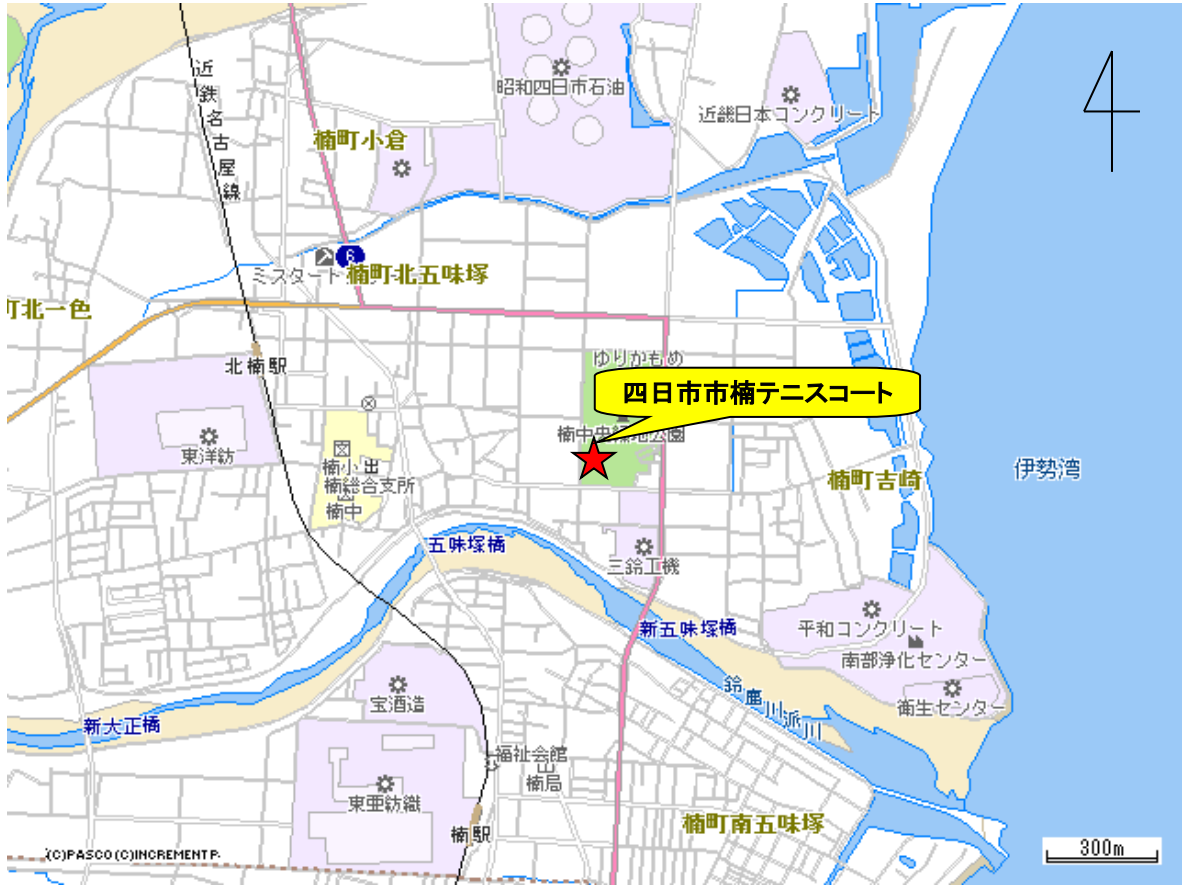 昭和四日市石油
近畿日本コンクリート
近鉄名古屋線
楠町小倉
6
ミスタート
楠町北五味塚
町北一色
北楠駅
ゆりかもめ
四日市市楠テニスコート
楠中央緑地公園
東洋紡
楠小
出
楠総合支所
楠中
楠町吉崎
伊勢湾
五味塚橋
三鈴工機
新五味塚橋
平和コンクリート
南部浄化センター
衛生センター
鈴鹿川派川
宝酒造
新大正橋
福祉会館
楠局
東亜紡織
楠駅
楠町南五味塚
(C)PASCO (C)INCREMENT P.
300m